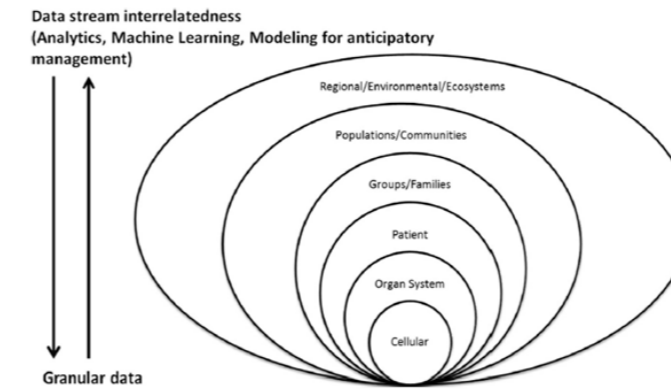 Data stream interrelatedness
(Analytics, Machine Learning, Modeling for anticipatory
management)
Regional/Environmental/Ecosystems
Populations/Communities
Groups/Families
Patient
Organ System
Cellular
Granular data